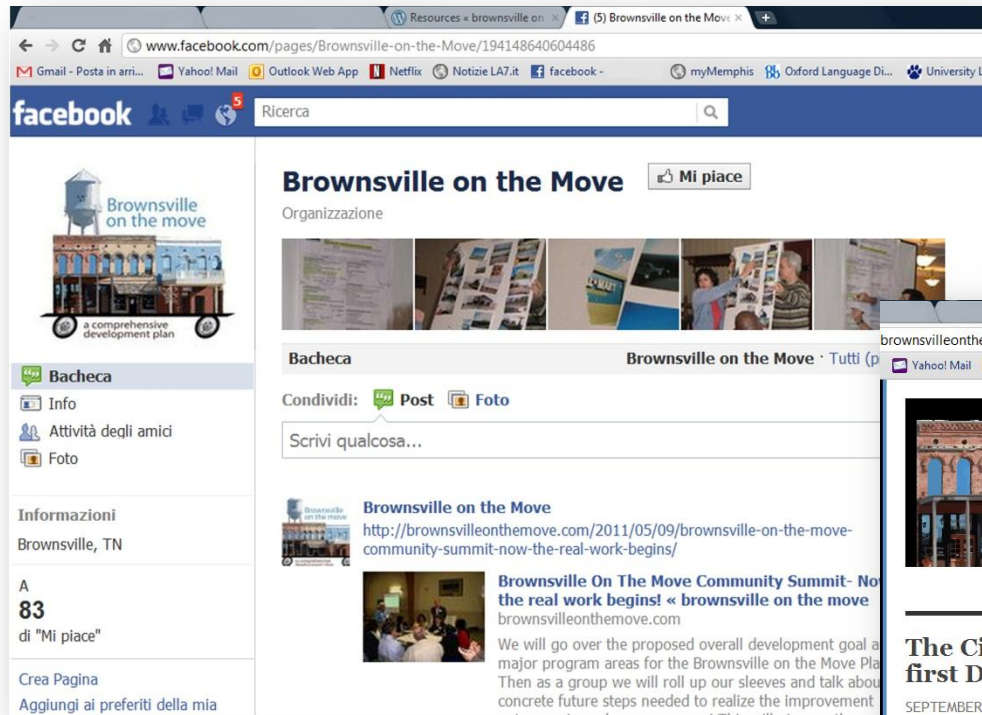 Resources « brownsville on
(5) Brownsville on the Move
www.facebook.com/pages/Brownsville-on-the-Move/194148640604486
Gmail - Posta in arri...
Yahoo! Mail
Outlook Web App
Netflix
Notizie LA7.it
facebook -
myMemphis
Oxford Language Di...
University L
facebook
5
Ricerca
Brownsville
on the move
a comprehensive
development plan
Bacheca
Info
Attività degli amici
Foto
Informazioni
Brownsville, TN
A
83
di "Mi piace"
Crea Pagina
Aggiungi ai preferiti della mia
Brownsville on the Move
Mi piace
Organizzazione
Bacheca
Brownsville on the Move · Tutti (p
Condividi: Post Foto
Scrivi qualcosa...
Brownsville on the Move
http://brownsvilleonthemove.com/2011/05/09/brownsville-on-the-move-
community-summit-now-the-real-work-begins/
Brownsville On The Move Community Summit- No
the real work begins! « brownsville on the move
brownsvilleonthemove.com
We will go over the proposed overall development goal a
major program areas for the Brownsville on the Move Pla
Then as a group we will roll up our sleeves and talk abou
concrete future steps needed to realize the improvement
brownsvilleonthe
Yahoo! Mail
The Ci
first D
SEPTEMBER